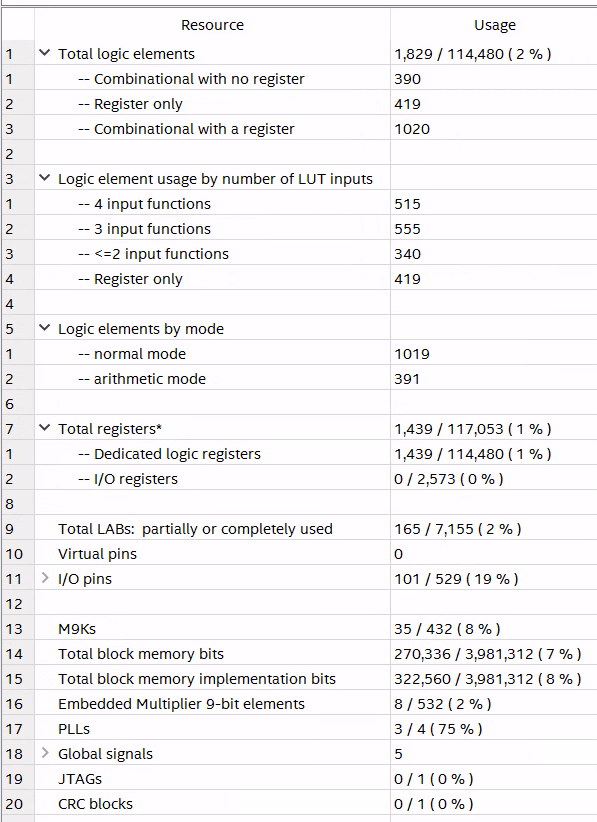 Resource Usage
1 Total logic elements 1,829 / 114,480 ( 2 % )
1 -- Combinational with no register 390
2 -- Register only 419
3 -- Combinational with a register 1020
2
3 Logic element usage by number of LUT inputs
1 -- 4 input functions 515
2 -- 3 input functions 555
3 -- <=2 input functions 340
4 -- Register only 419
4
5 Logic elements by mode
1 -- normal mode 1019
2 -- arithmetic mode 391
6
7 Total registers* 1,439 / 117,053 ( 1 % )
1 -- Dedicated logic registers 1,439 / 114,480 ( 1 % )
2 -- I/O registers 0 / 2,573 ( 0 % )
8
9 Total LABs: partially or completely used 165 / 7,155 ( 2 % )
10 Virtual pins 0
11 I/O pins 101 / 529 ( 19 % )
12
13 M9Ks 35 / 432 ( 8 % )
14 Total block memory bits 270,336 / 3,981,312 ( 7 % )
15 Total block memory implementation bits 322,560 / 3,981,312 ( 8 % )
16 Embedded Multiplier 9-bit elements 8 / 532 ( 2 % )
17 PLLs 3 / 4 ( 75 % )
18 Global signals 5
19 JTAGs 0 / 1 ( 0 % )
20 CRC blocks 0 / 1 ( 0 % )